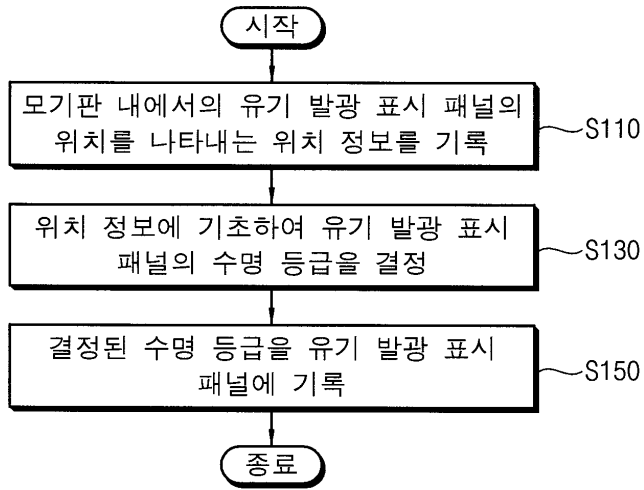 시작
모기판 내에서의 유기 발광 표시 패널의
위치를 나타내는 위치 정보를 기록
S110
위치 정보에 기초하여 유기 발광 표시
패널의 수명 등급을 결정
S130
결정된 수명 등급을 유기 발광 표시
패널에 기록
S150
종료